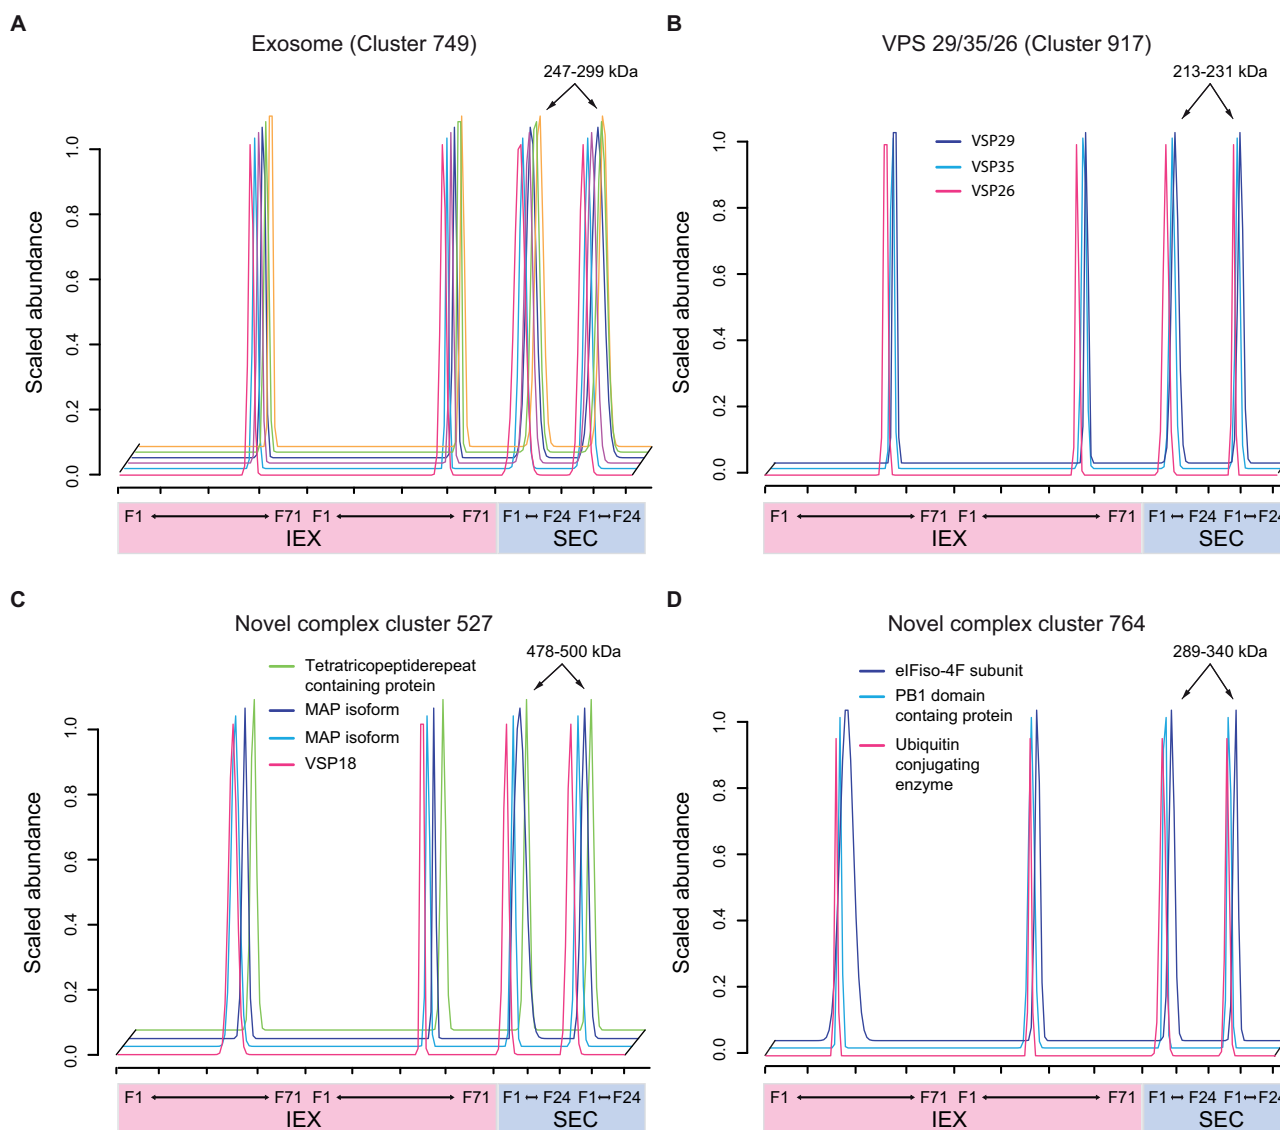 A
Exosome (Cluster 749)
247-299 kDa
Scaled abundance
0.0 0.2 0.4 0.6 0.8 1.0
F1 F71 F1 F71 F1 F24 F1 F24
IEX SEC
B
VPS 29/35/26 (Cluster 917)
213-231 kDa
VSP29
VSP35
VSP26
Scaled abundance
0.0 0.2 0.4 0.6 0.8 1.0
F1 F71 F1 F71 F1 F24 F1 F24
IEX SEC
C
Novel complex cluster 527
478-500 kDa
Tetratricopeptiderepeat
containing protein
MAP isoform
MAP isoform
VSP18
Scaled abundance
0.0 0.2 0.4 0.6 0.8 1.0
F1 F71 F1 F71 F1 F24 F1 F24
IEX SEC
D
Novel complex cluster 764
289-340 kDa
eIFiso-4F subunit
PB1 domain
containg protein
Ubiquitin
conjugating
enzyme
Scaled abundance
0.0 0.2 0.4 0.6 0.8 1.0
F1 F71 F1 F71 F1 F24 F1 F24
IEX SEC